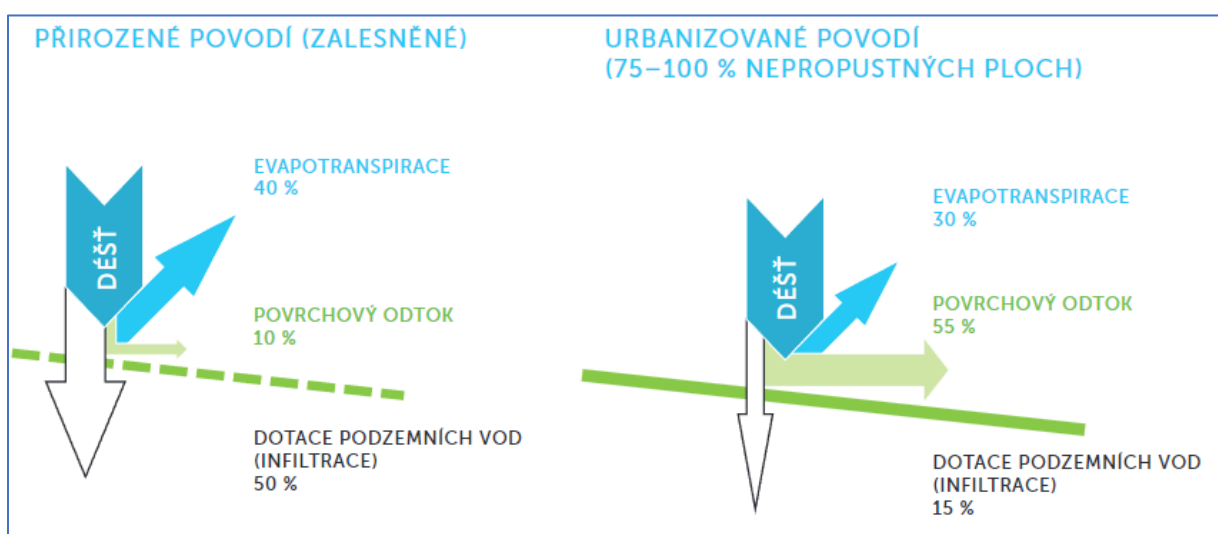 PŘIROZENÉ POVODÍ (ZALESNĚNÉ)
DÉŠŤ
EVAPOTRANSPIRACE
40 %
POVRCHOVÝ ODTOK
10 %
DOTACE PODZEMNÍCH VOD
(INFILTRACE)
50 %
URBANIZOVANÉ POVODÍ
(75–100 % NEPROPUSTNÝCH PLOCH)
DÉŠŤ
EVAPOTRANSPIRACE
30 %
POVRCHOVÝ ODTOK
55 %
DOTACE PODZEMNÍCH VOD
(INFILTRACE)
15 %